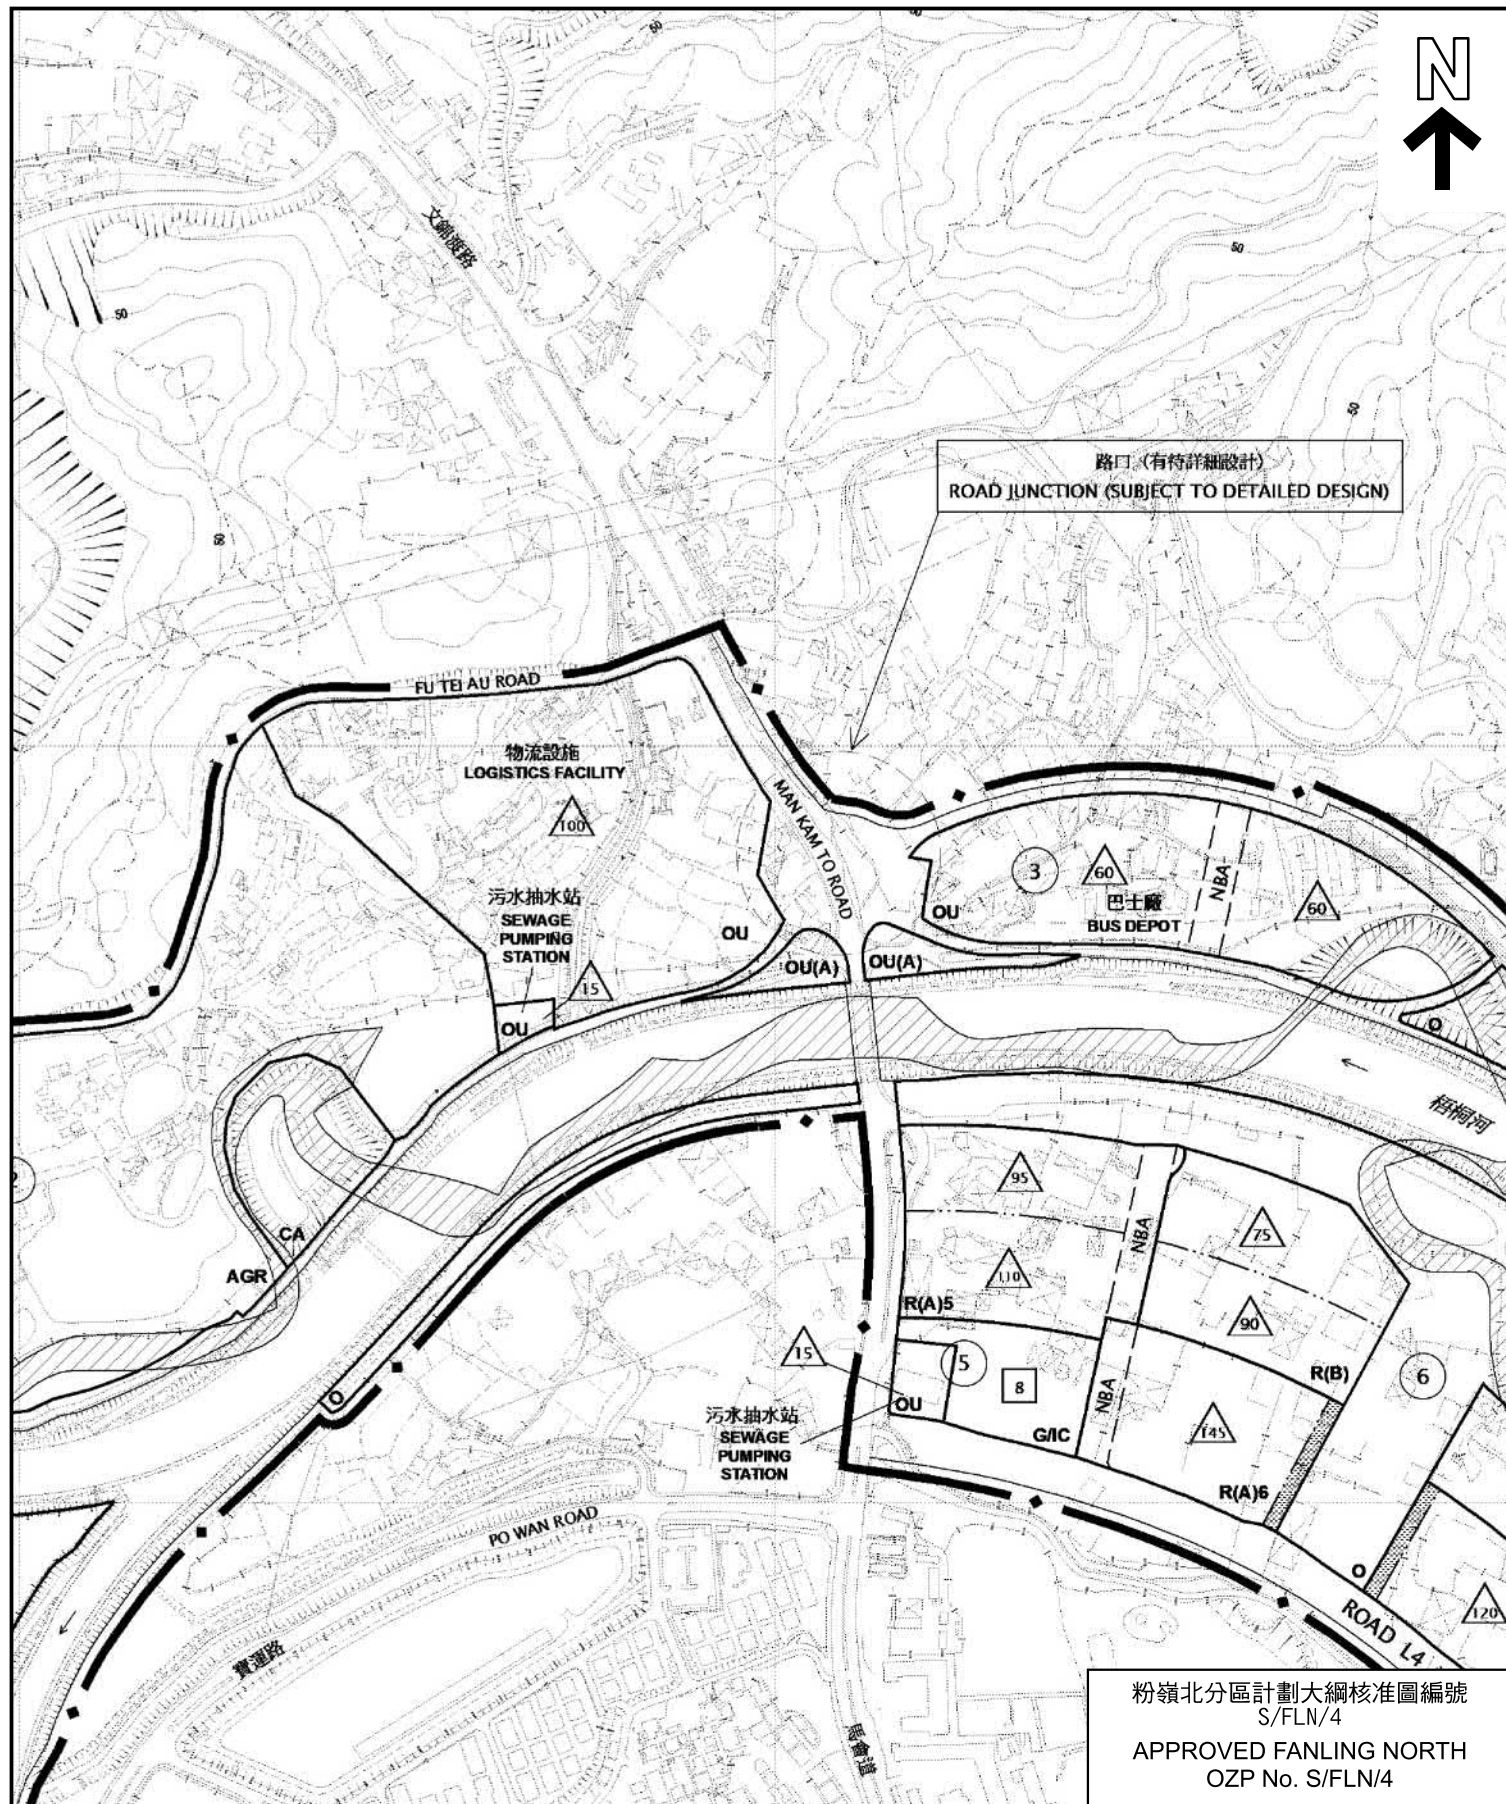 N
50
50
文錦渡路
50
50
50
路口 (有待詳細設計)
ROAD JUNCTION (SUBJECT TO DETAILED DESIGN)
FU TEI AU ROAD
物流設施
LOGISTICS FACILITY
100
MAN KAM TO ROAD
3
60
NBA
巴士廠
BUS DEPOT
60
污水抽水站
SEWAGE
PUMPING
STATION
OU
OU
15
OU(A)
OU(A)
OU
O
梧桐河
2
95
NBA
75
CA
AGR
110
R(A)5
90
15
5
8
R(B)
6
O
OU
NBA
145
污水抽水站
SEWAGE
PUMPING
STATION
G/IC
R(A)6
PO WAN ROAD
O
120
ROAD L4
寶運路
馬會道
粉嶺北分區計劃大綱核准圖編號
S/FLN/4
APPROVED FANLING NORTH
OZP No. S/FLN/4